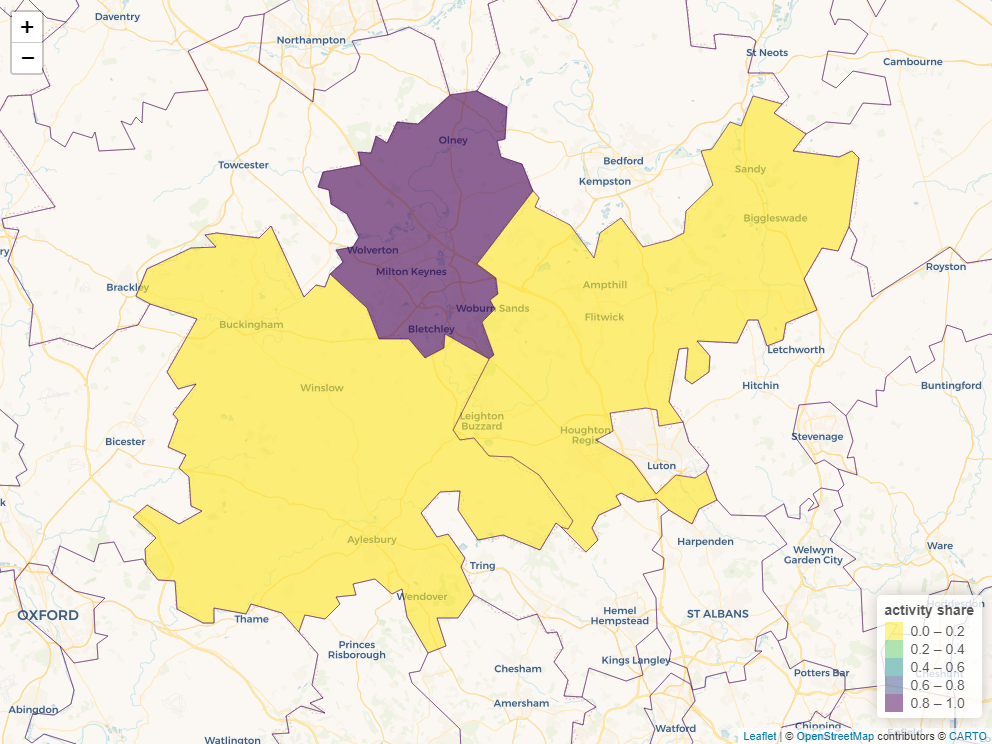 +
−
Daventry
Northampton
St Neots
Cambourne
Olney
Towcester
Bedford
Kempston
Sandy
Biggleswade
ry
Wolverton
Milton Keynes
Royston
Brackley
Ampthill
Buckingham
Woburn Sands
Flitwick
Bletchley
Letchworth
Winslow
Hitchin
Buntingford
Leighton
Buzzard
Houghton
Regis
Bicester
Stevenage
Luton
k
Aylesbury
Harpenden
Ware
Welwyn
Garden City
Tring
Wendover
OXFORD
Thame
Hemel
Hempstead
ST ALBANS
Princes
Risborough
Kings Langley
Chesham
Potters Bar
Cheshunt
Amersham
Abingdon
Watford
Chipping
Watlington
activity share
0.0 – 0.2
0.2 – 0.4
0.4 – 0.6
0.6 – 0.8
0.8 – 1.0
Leaflet | © OpenStreetMap contributors © CARTO